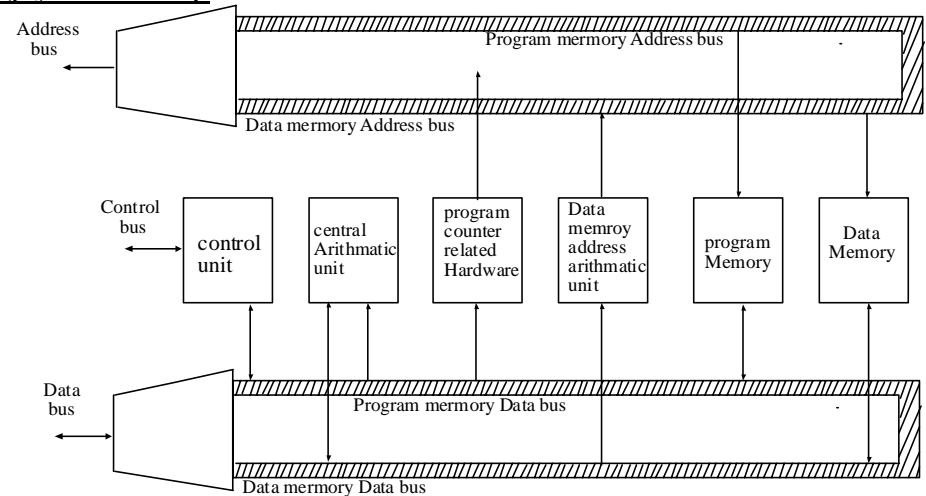 Address
bus
Program mermory Address bus
Data mermory Address bus
Control
bus
control
unit
central
Arithmatic
unit
program
counter
related
Hardware
Data
memroy
address
arithmatic
unit
program
Memory
Data
Memory
Data
bus
Program mermory Data bus
Data mermory Data bus